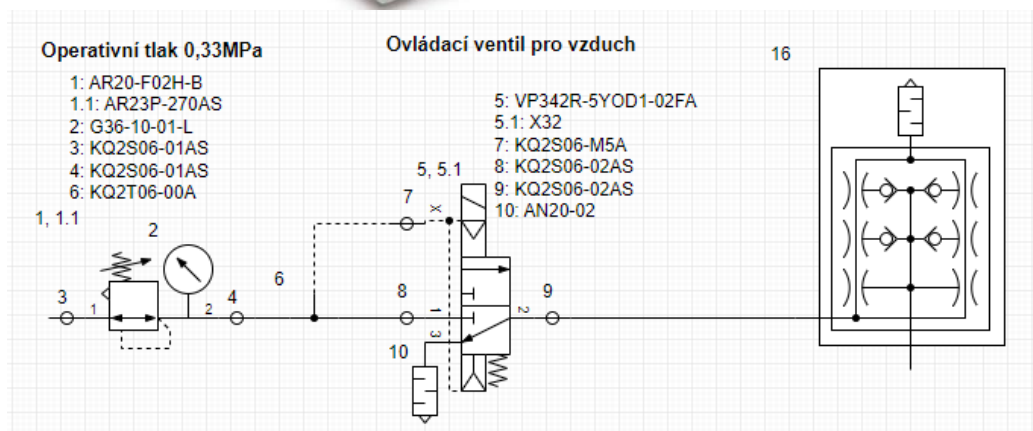 Operativní tlak 0,33MPa
1: AR20-F02H-B
1.1: AR23P-270AS
2: G36-10-01-L
3: KQ2S06-01AS
4: KQ2S06-01AS
6: KQ2T06-00A
Ovládací ventil pro vzduch
5: VP342R-5YOD1-02FA
5.1: X32
7: KQ2S06-M5A
8: KQ2S06-02AS
9: KQ2S06-02AS
10: AN20-02
16
5, 5.1
7
X
1, 1.1
2
6
3
1
2
4
8
1
2
9
3
10